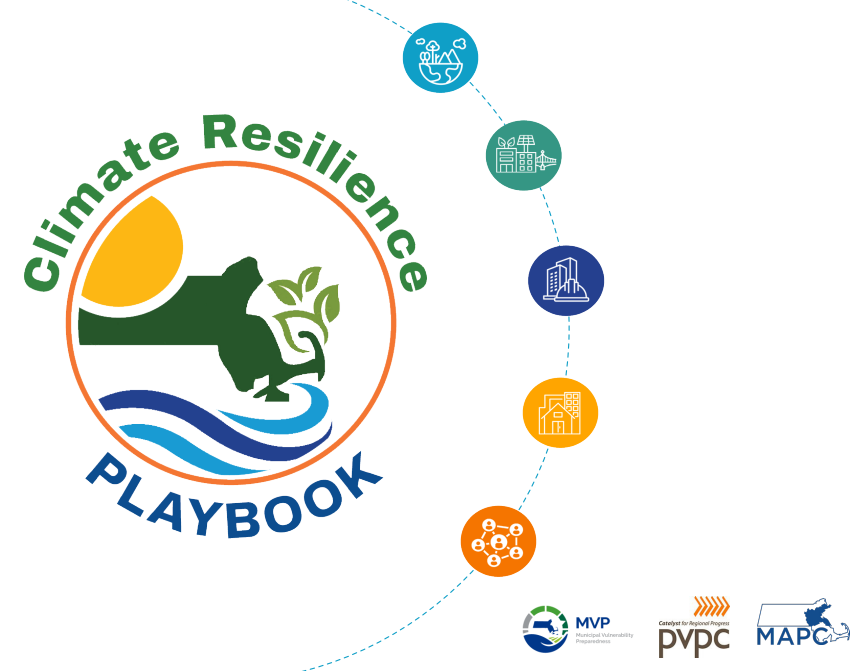 Climate Resilience
PLAYBOOK
MVP
Municipal Vulnerability
Preparedness
Catalyst for Regional Progress
pvpc
MAPC